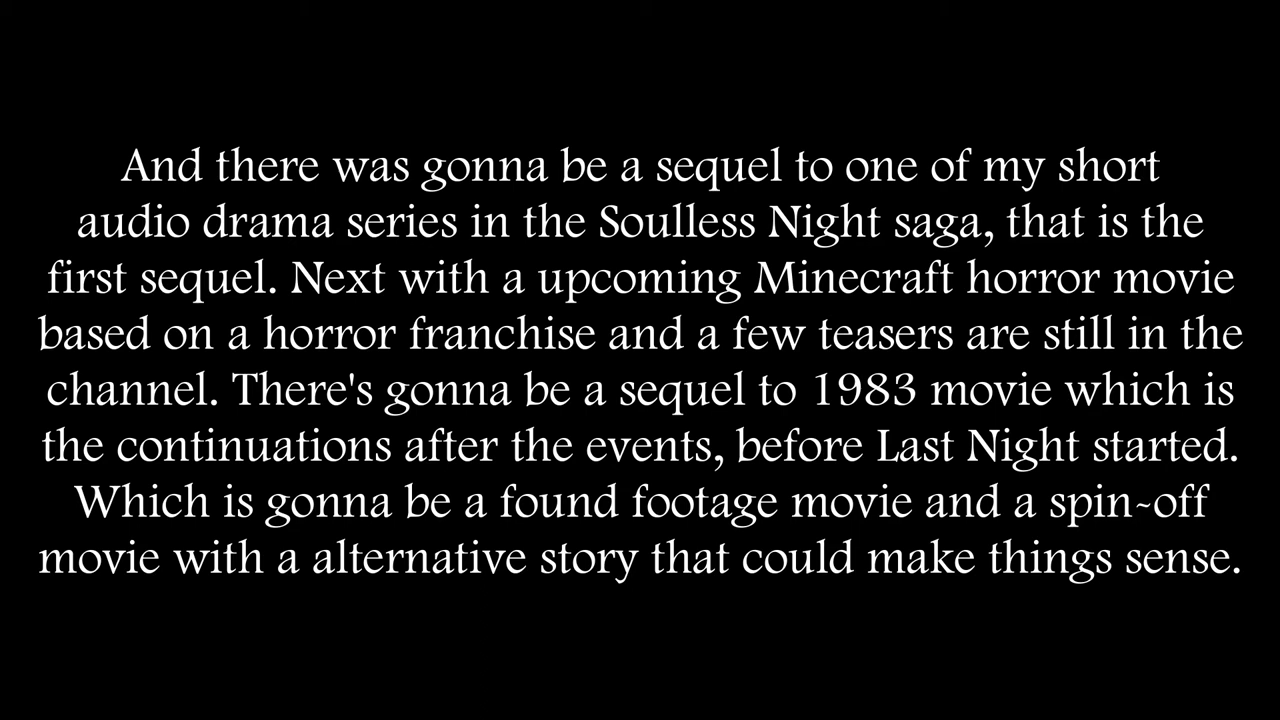 And there was gonna be a sequel to one of my short
audio drama series in the Soulless Night saga, that is the
first sequel. Next with a upcoming Minecraft horror movie
based on a horror franchise and a few teasers are still in the
channel. There's gonna be a sequel to 1983 movie which is
the continuations after the events, before Last Night started.
Which is gonna be a found footage movie and a spin-off
movie with a alternative story that could make things sense.